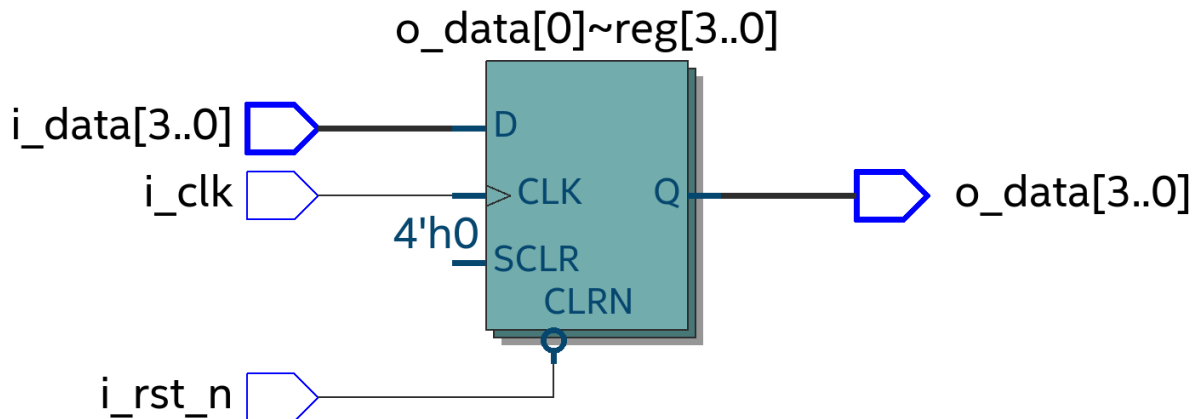 o_data[0]~reg[3..0]
i_data[3..0]
D
i_clk
CLK
Q
o_data[3..0]
4'h0
SCLR
CLRN
i_rst_n